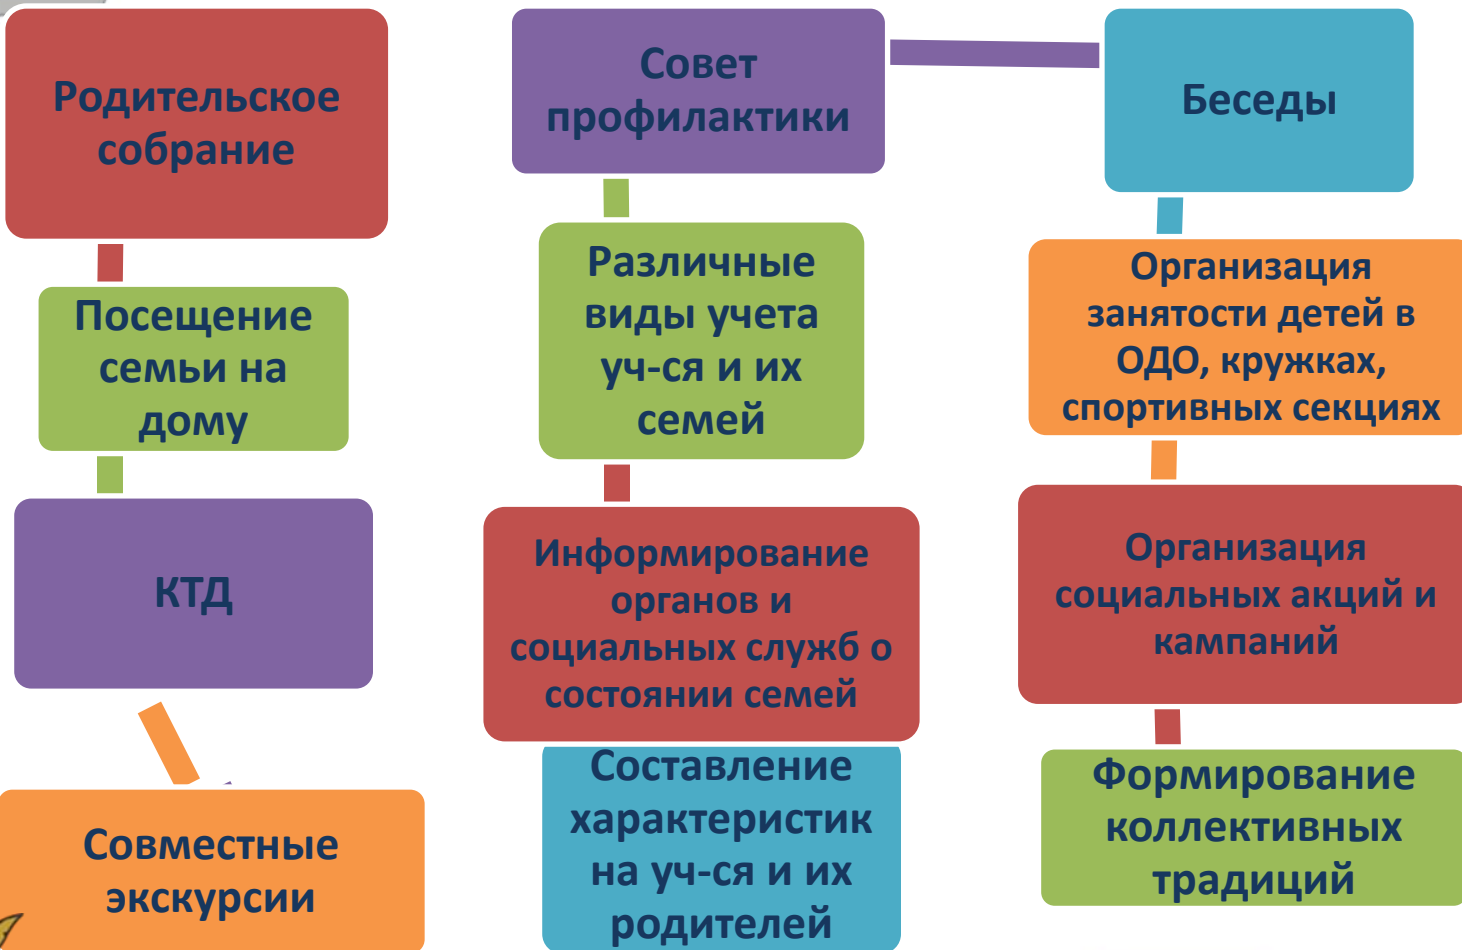 Родительское
собрание
Посещение
семьи на
дому
КТД
Совместные
экскурсии
Совет
профилактики
Различные
виды учета
уч-ся и их
семей
Информирование
органов и
социальных служб о
состоянии семей
Составление
характеристик
на уч-ся и их
родителей
Беседы
Организация
занятости детей в
ОДО, кружках,
спортивных секциях
Организация
социальных акций и
кампаний
Формирование
коллективных
традиций